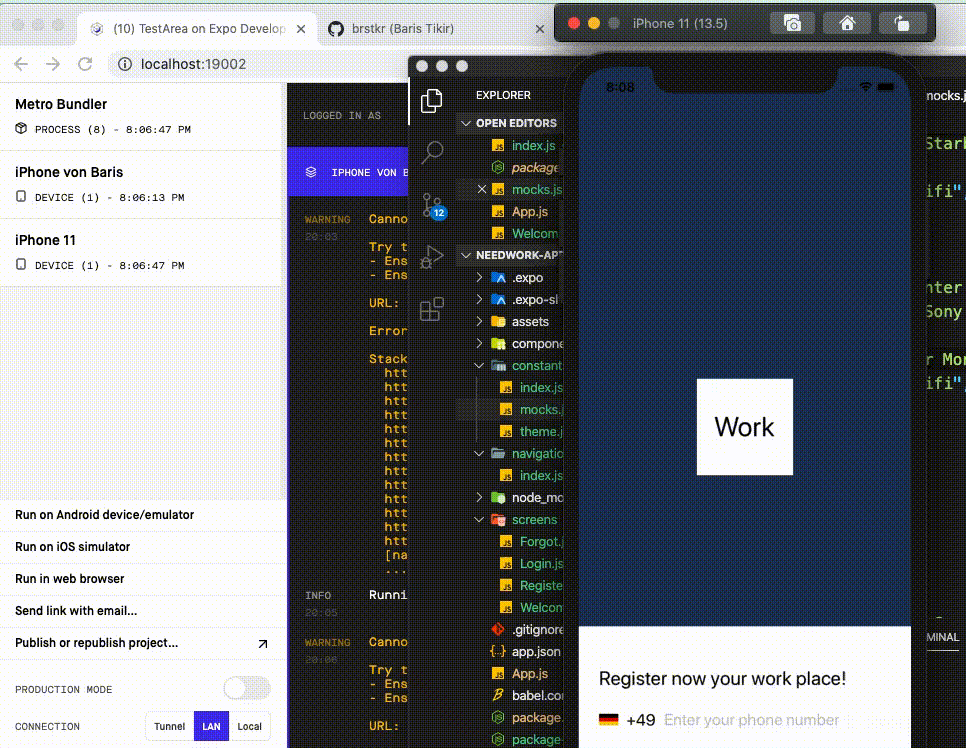 (10) TestArea on Expo Develop
brstkr (Baris Tikir)
iPhone 11 (13.5)
localhost:19002
Metro Bundler
PROCESS (8) - 8:06:47 PM
iPhone von Baris
DEVICE (1) - 8:06:13 PM
iPhone 11
DEVICE (1) - 8:06:47 PM
Run on Android device/emulator
Run on iOS simulator
Run in web browser
Send link with email...
Publish or republish project...
PRODUCTION MODE
CONNECTION
Tunnel
LAN
Local
LOGGED IN AS
IPHONE VON B
WARNING
20:03
Canno
Try t
- Ens
- Ens
URL:
Error
Stack
htt
htt
htt
htt
htt
htt
htt
htt
htt
htt
htt
htt
htt
[na
...
INFO
20:05
Runni
WARNING
20:06
Canno
Try t
- Ens
- Ens
URL:
EXPLORER
OPEN EDITORS
index.js
package
mocks.js
App.js
Welcom
12
NEEDWORK-AP
.expo
.expo-sh
assets
compone
constant
index.js
mocks.j
theme.j
navigatio
index.js
node_mo
screens
Forgot.j
Login.js
Registe
Welcom
.gitignore
app.json
App.js
babel.co
package.
package-
8:08
Work
Register now your work place!
+49 Enter your phone number
mocks.js
Starb
ifi",
nter
Sony
r Mor
ifi",
MINAL